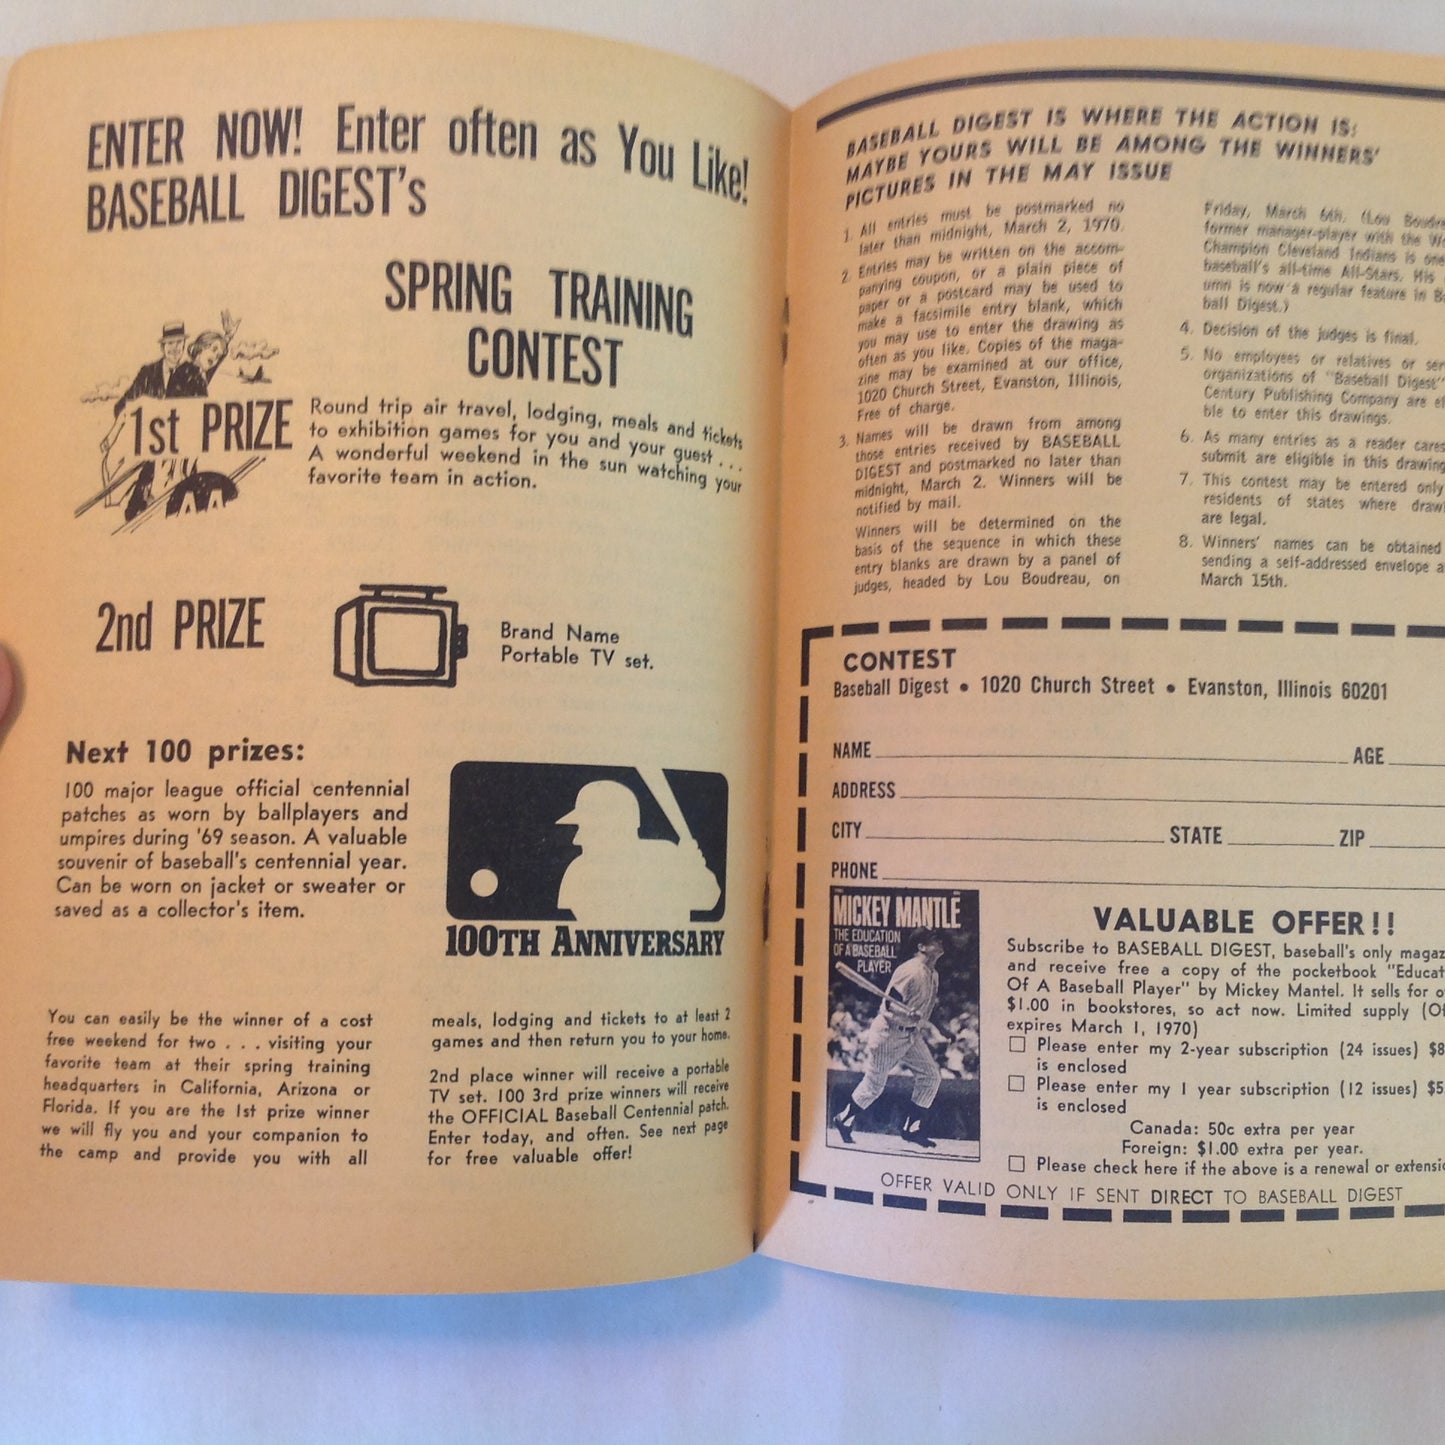 ENTER NOW! Enter often as You Like!
BASEBALL DIGEST's
SPRING TRAINING
CONTEST
1st PRIZE
Round trip air travel, lodging, meals and tickets
to exhibition games for you and your guest . . .
A wonderful weekend in the sun watching your
favorite team in action.
2nd PRIZE
Brand Name
Portable TV set.
Next 100 prizes:
100 major league official centennial
patches as worn by ballplayers and
umpires during '69 season. A valuable
souvenir of baseball's centennial year.
Can be worn on jacket or sweater or
saved as a collector's item.
100TH ANNIVERSARY
You can easily be the winner of a cost
free weekend for two . . . visiting your
favorite team at their spring training
headquarters in California, Arizona or
Florida. If you are the 1st prize winner
we will fly you and your companion to
the camp and provide you with all
meals, lodging and tickets to at least 2
games and then return you to your home.
2nd place winner will receive a portable
TV set. 100 3rd prize winners will receive
the OFFICIAL Baseball Centennial patch.
Enter today, and often. See next page
for free valuable offer!
BASEBALL DIGEST IS WHERE THE ACTION IS:
MAYBE YOURS WILL BE AMONG THE WINNERS'
PICTURES IN THE MAY ISSUE
1. All entries must be postmarked no
later than midnight, March 2, 1970.
2. Entries may be written on the accom-
panying coupon, or a plain piece of
paper or a postcard may be used to
make a facsimile entry blank, which
you may use to enter the drawing as
often as you like. Copies of the maga-
zine may be examined at our office,
1020 Church Street, Evanston, Illinois,
Free of charge.
3. Names will be drawn from among
those entries received by BASEBALL
DIGEST and postmarked no later than
midnight, March 2. Winners will be
notified by mail.
Winners will be determined on the
basis of the sequence in which these
entry blanks are drawn by a panel of
judges, headed by Lou Boudreau, on
Friday, March 6th. (Lou Boudre
former manager-player with the W
Champion Cleveland Indians is one
baseball's all-time All-Stars. His
umn is now a regular feature in B
ball Digest.)
4. Decision of the judges is final.
5. No employees or relatives or ser
organizations of "Baseball Digest"
Century Publishing Company are el
ble to enter this drawings.
6. As many entries as a reader cares
submit are eligible in this drawing
7. This contest may be entered only
residents of states where draw
are legal.
8. Winners' names can be obtained
sending a self-addressed envelope a
March 15th.
CONTEST
Baseball Digest • 1020 Church Street • Evanston, Illinois 60201
NAME AGE
ADDRESS
CITY STATE ZIP
PHONE
MICKEY MANTLE
THE EDUCATION
OF A BASEBALL
PLAYER
VALUABLE OFFER!!
Subscribe to BASEBALL DIGEST, baseball's only magaz
and receive free a copy of the pocketbook "Educat
Of A Baseball Player" by Mickey Mantel. It sells for o
$1.00 in bookstores, so act now. Limited supply (Of
expires March 1, 1970)
Please enter my 2-year subscription (24 issues) $8
is enclosed
Please enter my 1 year subscription (12 issues) $5
is enclosed
Canada: 50c extra per year
Foreign: $1.00 extra per year.
Please check here if the above is a renewal or extensi
OFFER VALID ONLY IF SENT DIRECT TO BASEBALL DIGEST